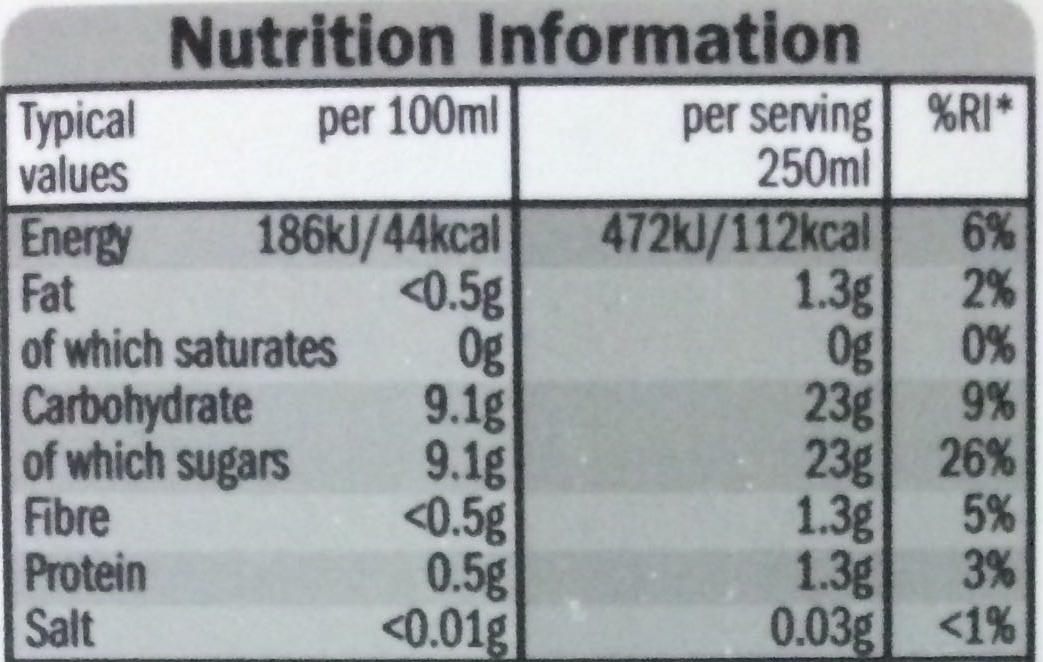 Nutrition Information
Typical values per 100ml per serving 250ml %RI*
Energy 186kJ/44kcal 472kJ/112kcal 6%
Fat <0.5g 1.3g 2%
of which saturates 0g 0g 0%
Carbohydrate 9.1g 23g 9%
of which sugars 9.1g 23g 26%
Fibre <0.5g 1.3g 5%
Protein 0.5g 1.3g 3%
Salt <0.01g 0.03g <1%